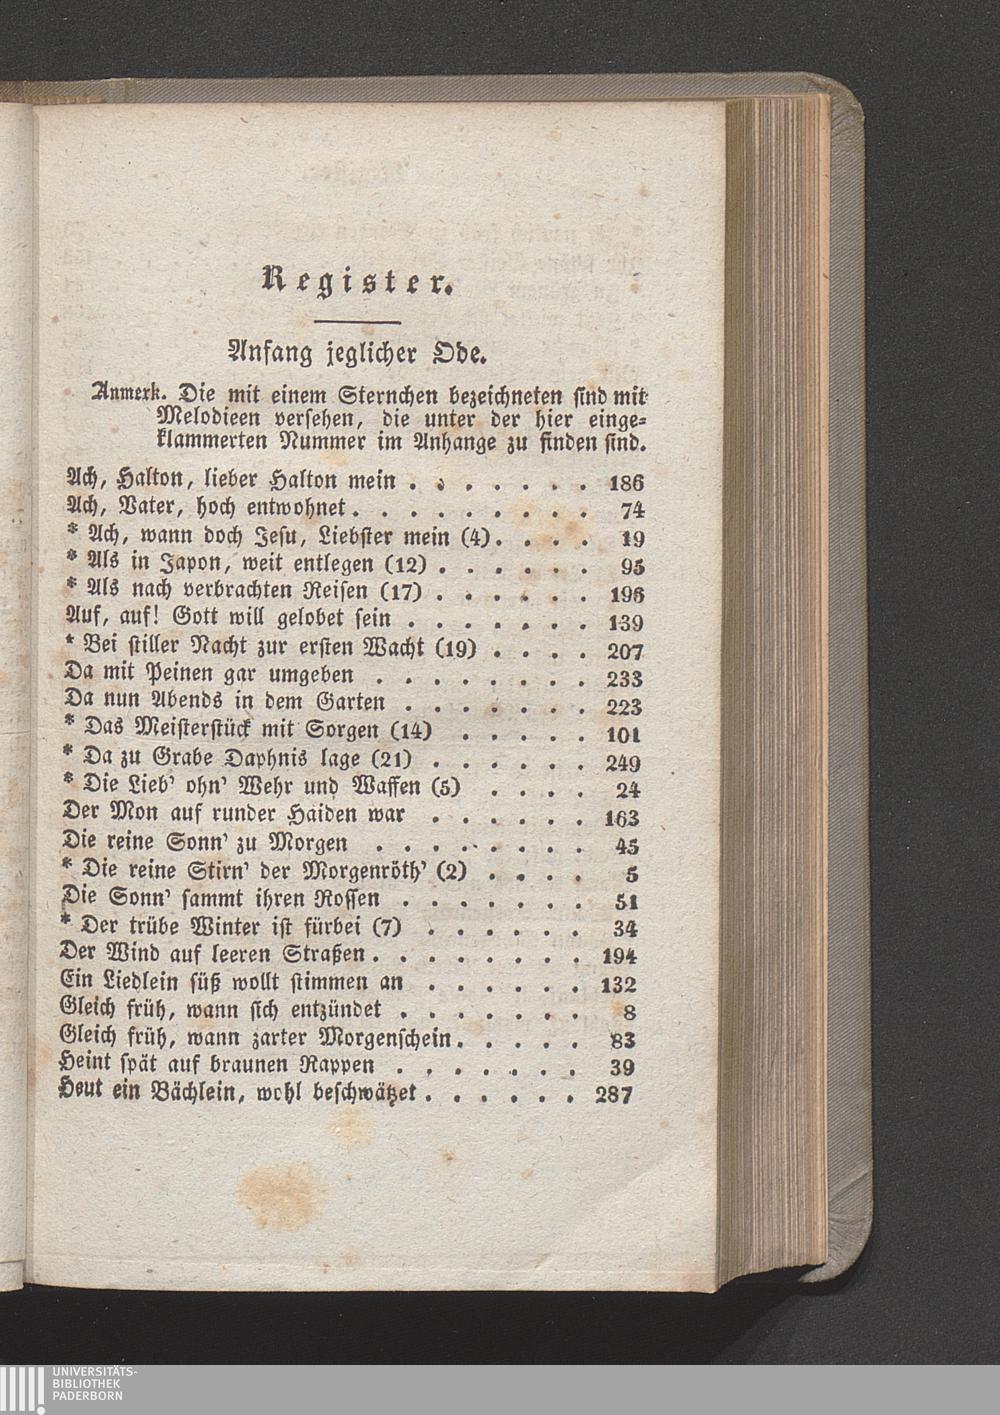 Register.
Anfang jeglicher Ode.
Anmerk. Die mit einem Sternchen bezeichneten sind mit
Melodieen versehen, die unter der hier einge=
klammerten Nummer im Anhange zu finden sind.
Ach, Halton, lieber Halton mein . . . . . . . 186
Ach, Vater, hoch entwohnet . . . . . . . . . 74
* Ach, wann doch Jesu, Liebster mein (4) . . . . 19
* Als in Japon, weit entlegen (12) . . . . . . 95
* Als nach verbrachten Reisen (17) . . . . . . 196
Auf, auf! Gott will gelobet sein . . . . . . . 139
* Bei stiller Nacht zur ersten Wacht (19) . . . . 207
Da mit Peinen gar umgeben . . . . . . . . 233
Da nun Abends in dem Garten . . . . . . . 223
* Das Meisterstück mit Sorgen (14) . . . . . 101
* Da zu Grabe Daphnis lage (21) . . . . . . 249
* Die Lieb' ohn' Wehr und Waffen (5) . . . . 24
Der Mon auf runder Haiden war . . . . . . 163
Die reine Sonn' zu Morgen . . . . . . . . 45
* Die reine Stirn' der Morgenröth' (2) . . . . 5
Die Sonn' sammt ihren Rossen . . . . . . . 51
* Der trübe Winter ist fürbei (7) . . . . . . 34
Der Wind auf leeren Straßen . . . . . . . . 194
Ein Liedlein süß wollt stimmen an . . . . . . 132
Gleich früh, wann sich entzündet . . . . . . . 8
Gleich früh, wann zarter Morgenschein . . . . . 83
Heint spät auf braunen Rappen . . . . . . . 39
Heut ein Bächlein, wohl beschwätzet . . . . . . 287
UNIVERSITÄTS-
BIBLIOTHEK
PADERBORN